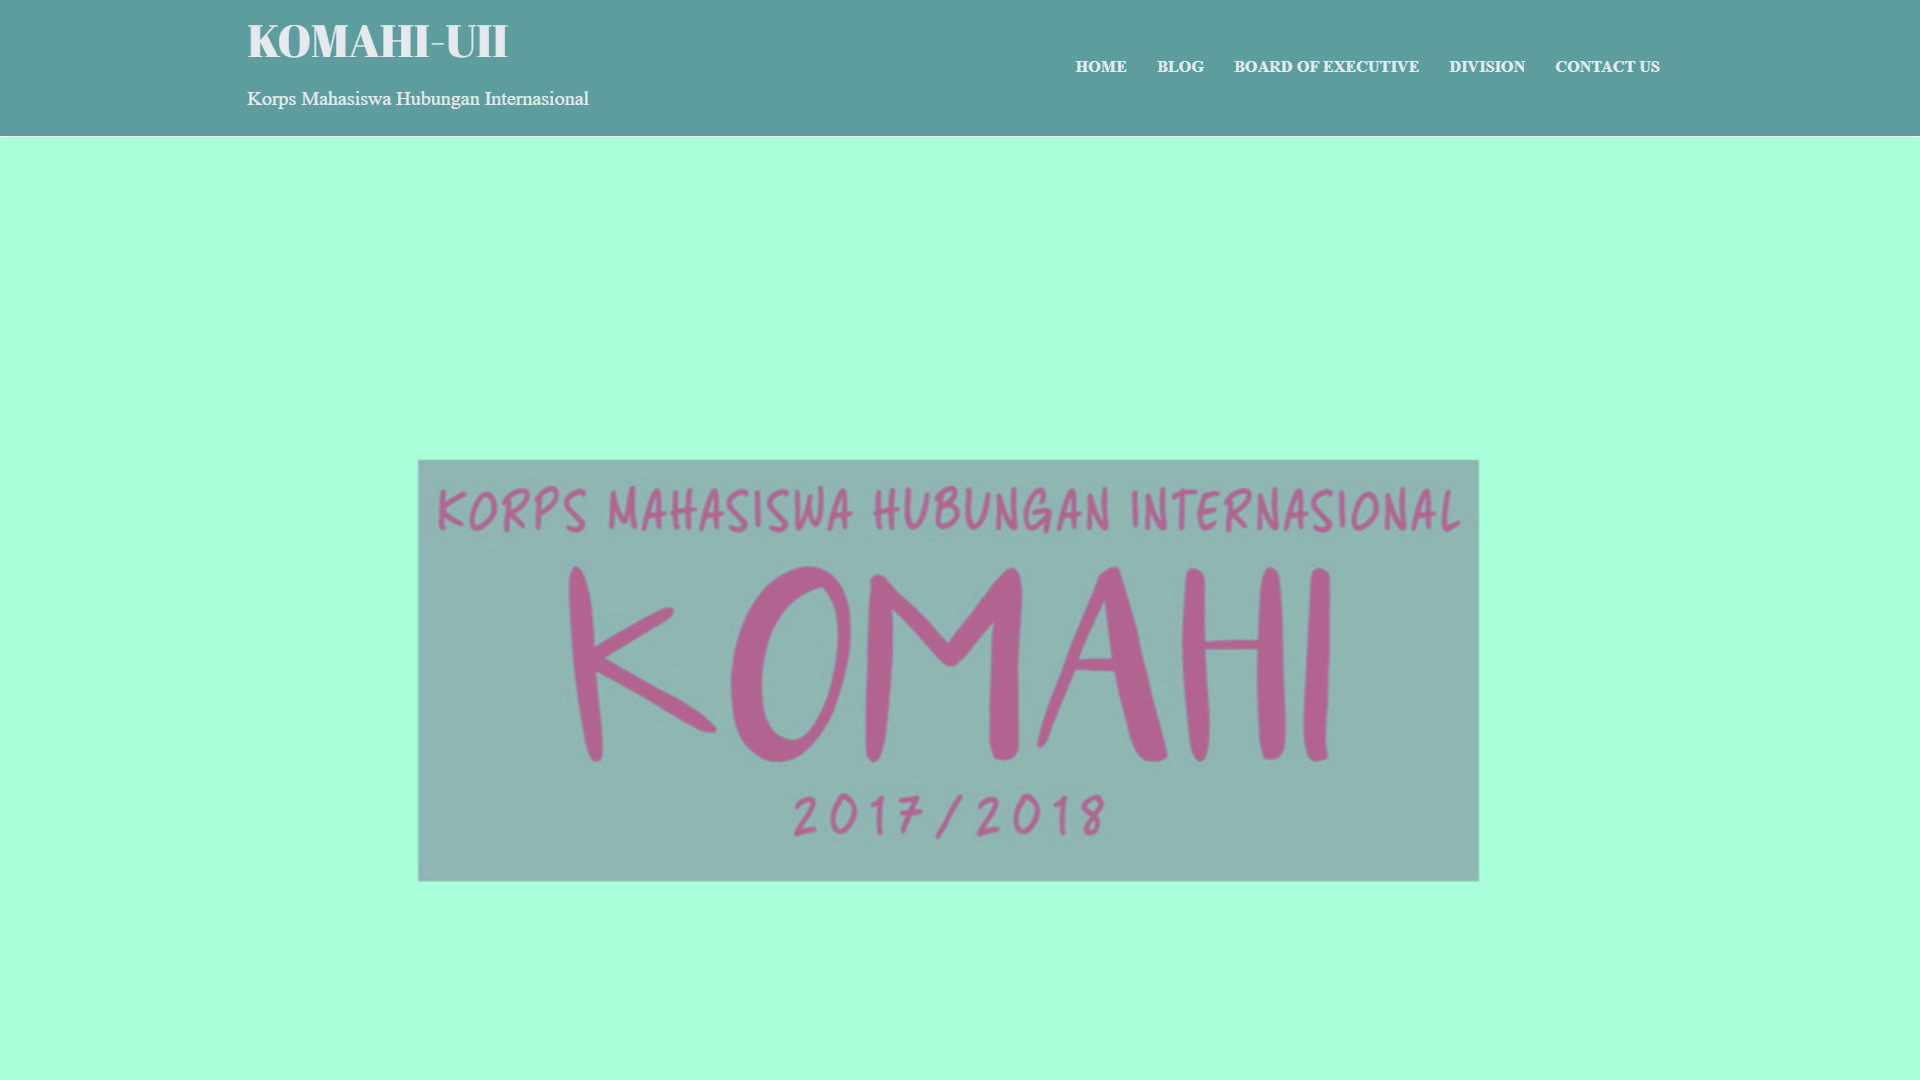 KOMAHI-UII
Korps Mahasiswa Hubungan Internasional
HOME BLOG BOARD OF EXECUTIVE DIVISION CONTACT US
KORPS MAHASISWA HUBUNGAN INTERNASIONAL
KOMAHI
2017/2018